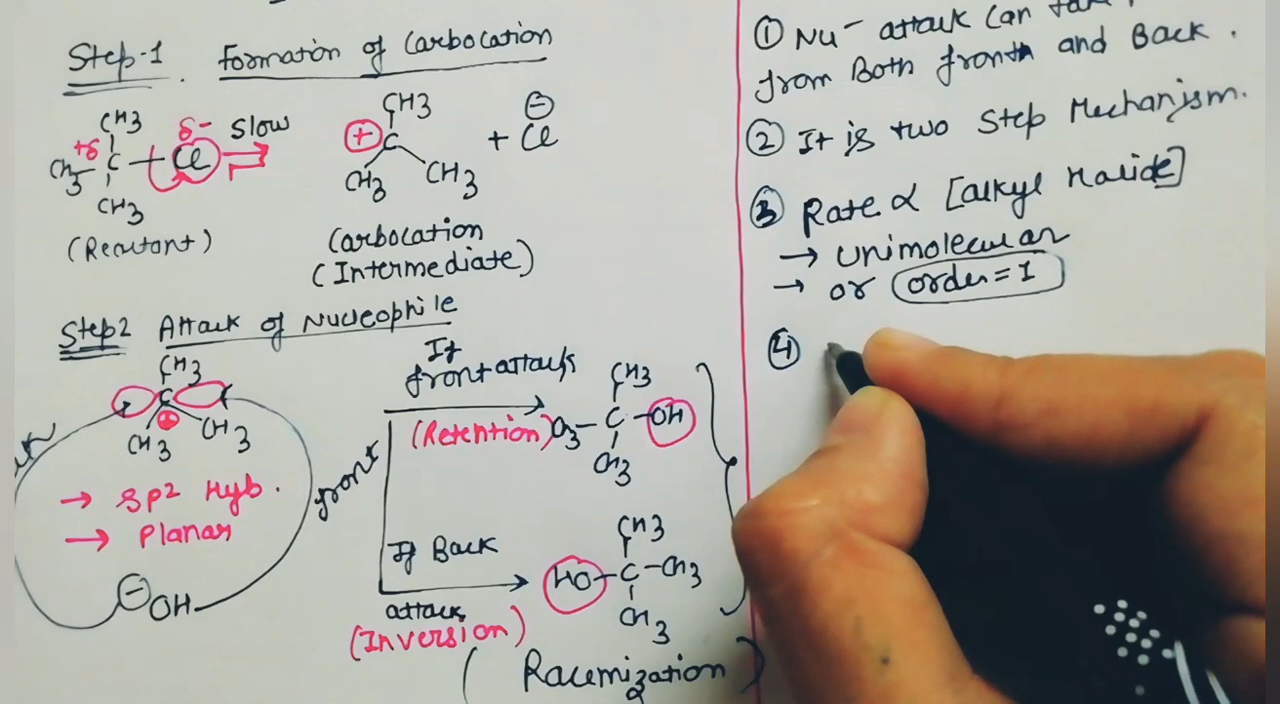 Step-1 Formation of Carbocation
CH3
+δ δ- Slow
CH3 - C - Cl
CH3
(Reactant)
CH3 ⊖
+ C + Cl
CH3 CH3
Carbocation
(Intermediate)
Step2 Attack of Nucleophile
CH3
C
⊕
CH3 CH3
→ SP2 Hyb.
→ Planar
⊖OH
front
If
front attack
(Retention)
CH3
C3 - C - OH
CH3
If Back
attack
(Inversion)
CH3
HO - C - CH3
CH3
( Racemization )
① Nu- attack Can
from Both front and Back.
② It is two Step Mechanism.
③ Rate ∝ [alkyl Halide]
→ Unimolecular
→ or order = 1
④